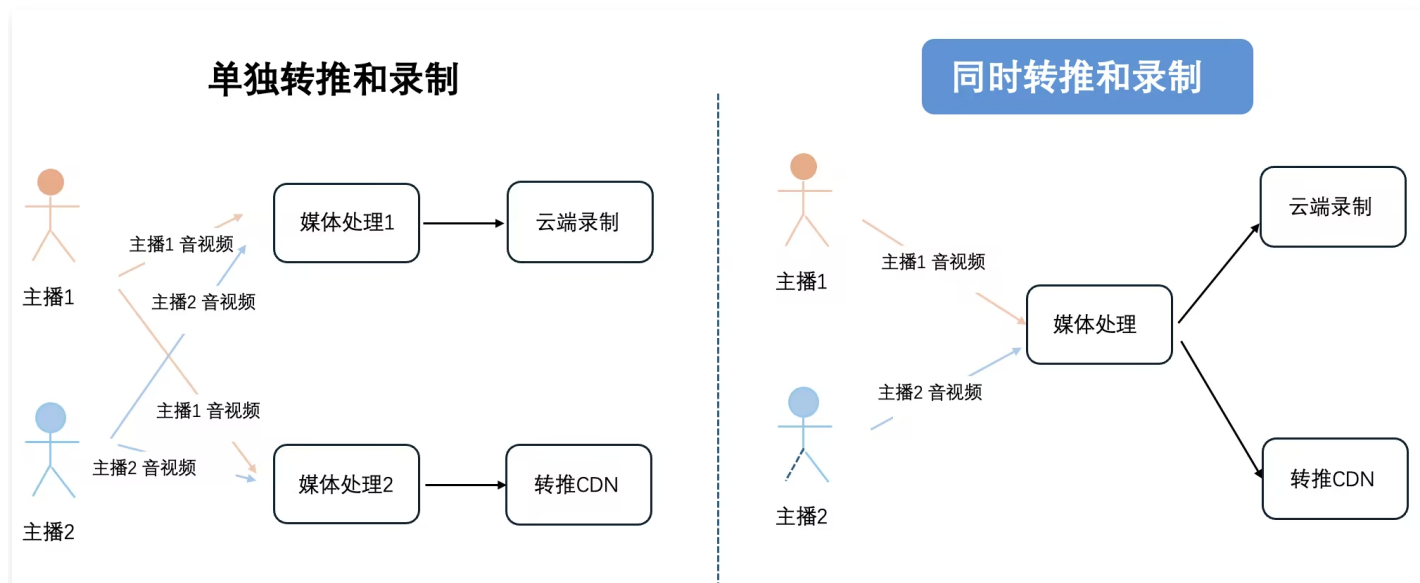 单独转推和录制
主播1 音视频
主播2 音视频
主播1
媒体处理1
云端录制
主播1 音视频
主播2 音视频
主播2
媒体处理2
转推CDN
同时转推和录制
主播1 音视频
主播1
主播2 音视频
主播2
媒体处理
云端录制
转推CDN